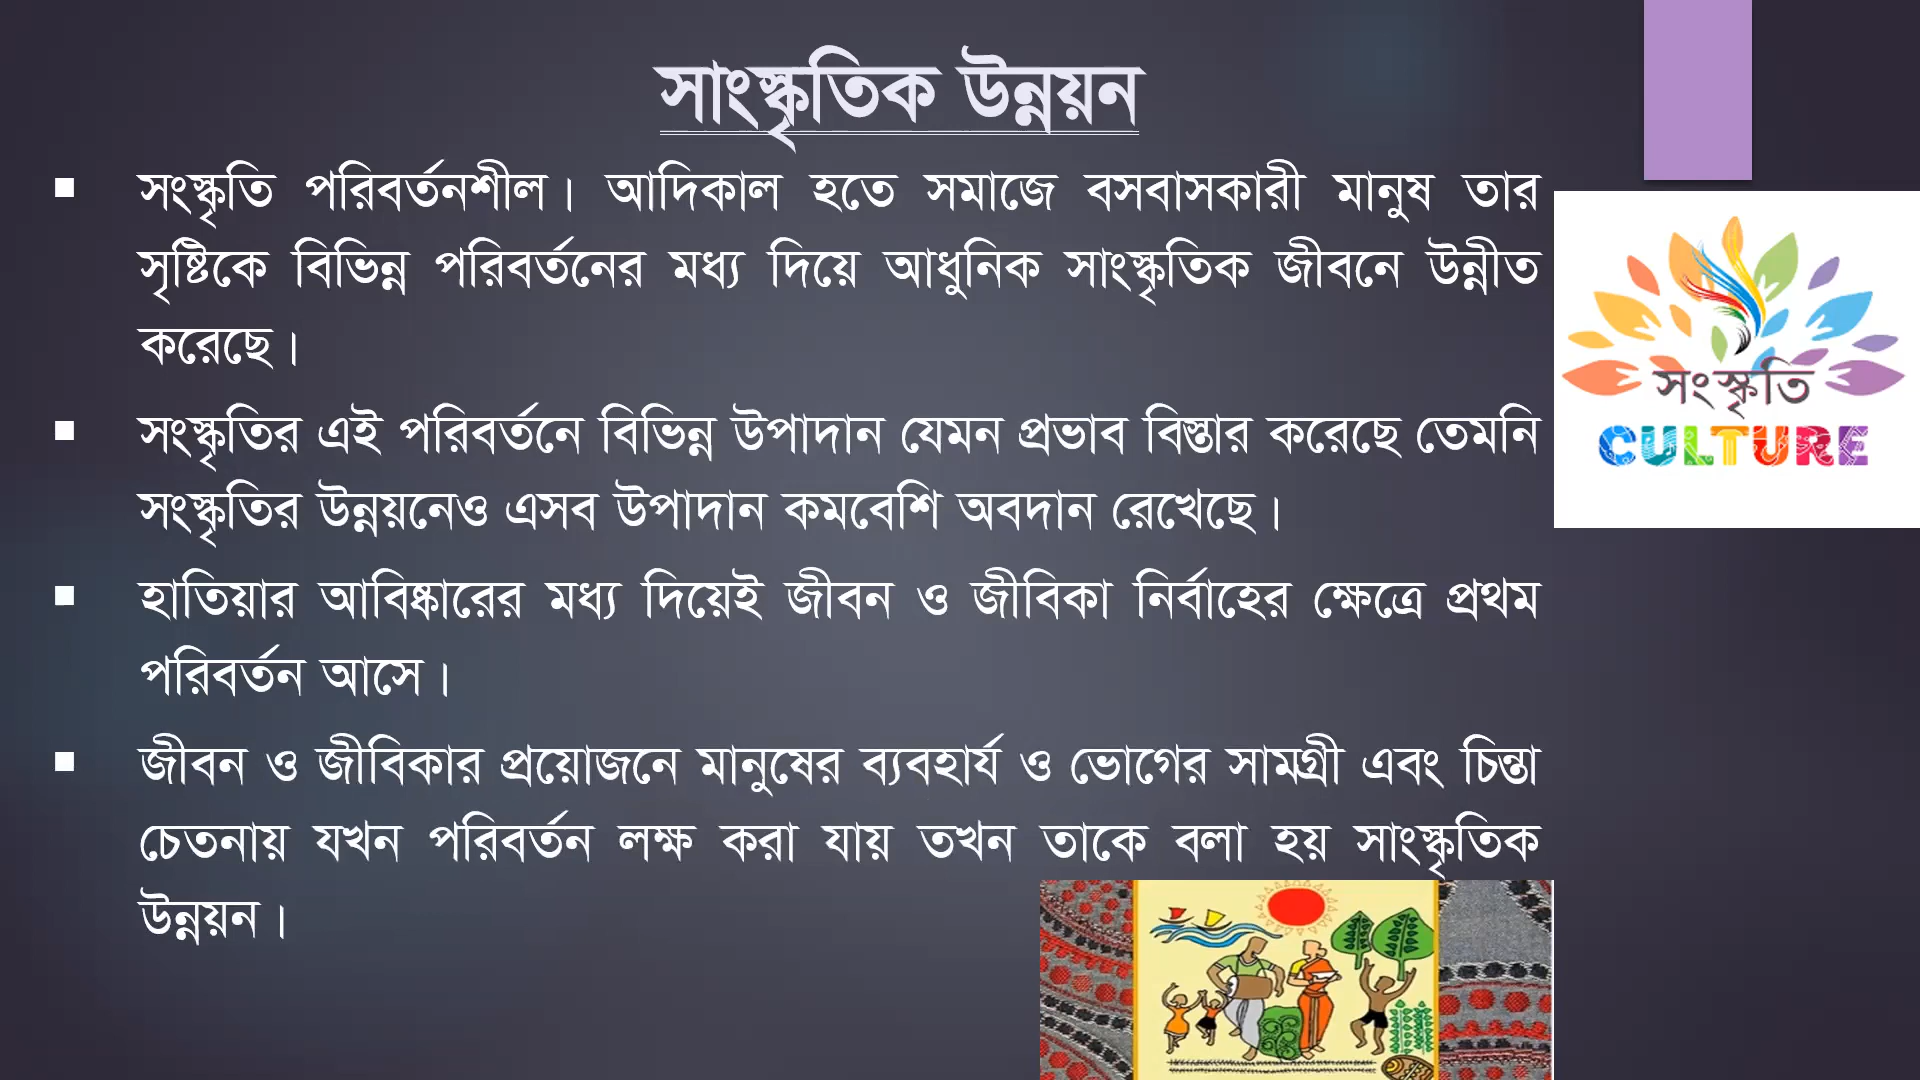 সাংস্কৃতিক উন্নয়ন
▪ সংস্কৃতি পরিবর্তনশীল। আদিকাল হতে সমাজে বসবাসকারী মানুষ তার
সৃষ্টিকে বিভিন্ন পরিবর্তনের মধ্য দিয়ে আধুনিক সাংস্কৃতিক জীবনে উন্নীত
করেছে।
▪ সংস্কৃতির এই পরিবর্তনে বিভিন্ন উপাদান যেমন প্রভাব বিস্তার করেছে তেমনি
সংস্কৃতির উন্নয়নেও এসব উপাদান কমবেশি অবদান রেখেছে।
▪ হাতিয়ার আবিষ্কারের মধ্য দিয়েই জীবন ও জীবিকা নির্বাহের ক্ষেত্রে প্রথম
পরিবর্তন আসে।
▪ জীবন ও জীবিকার প্রয়োজনে মানুষের ব্যবহার্য ও ভোগের সামগ্রী এবং চিন্তা
চেতনায় যখন পরিবর্তন লক্ষ করা যায় তখন তাকে বলা হয় সাংস্কৃতিক
উন্নয়ন।
সংস্কৃতি
CULTURE